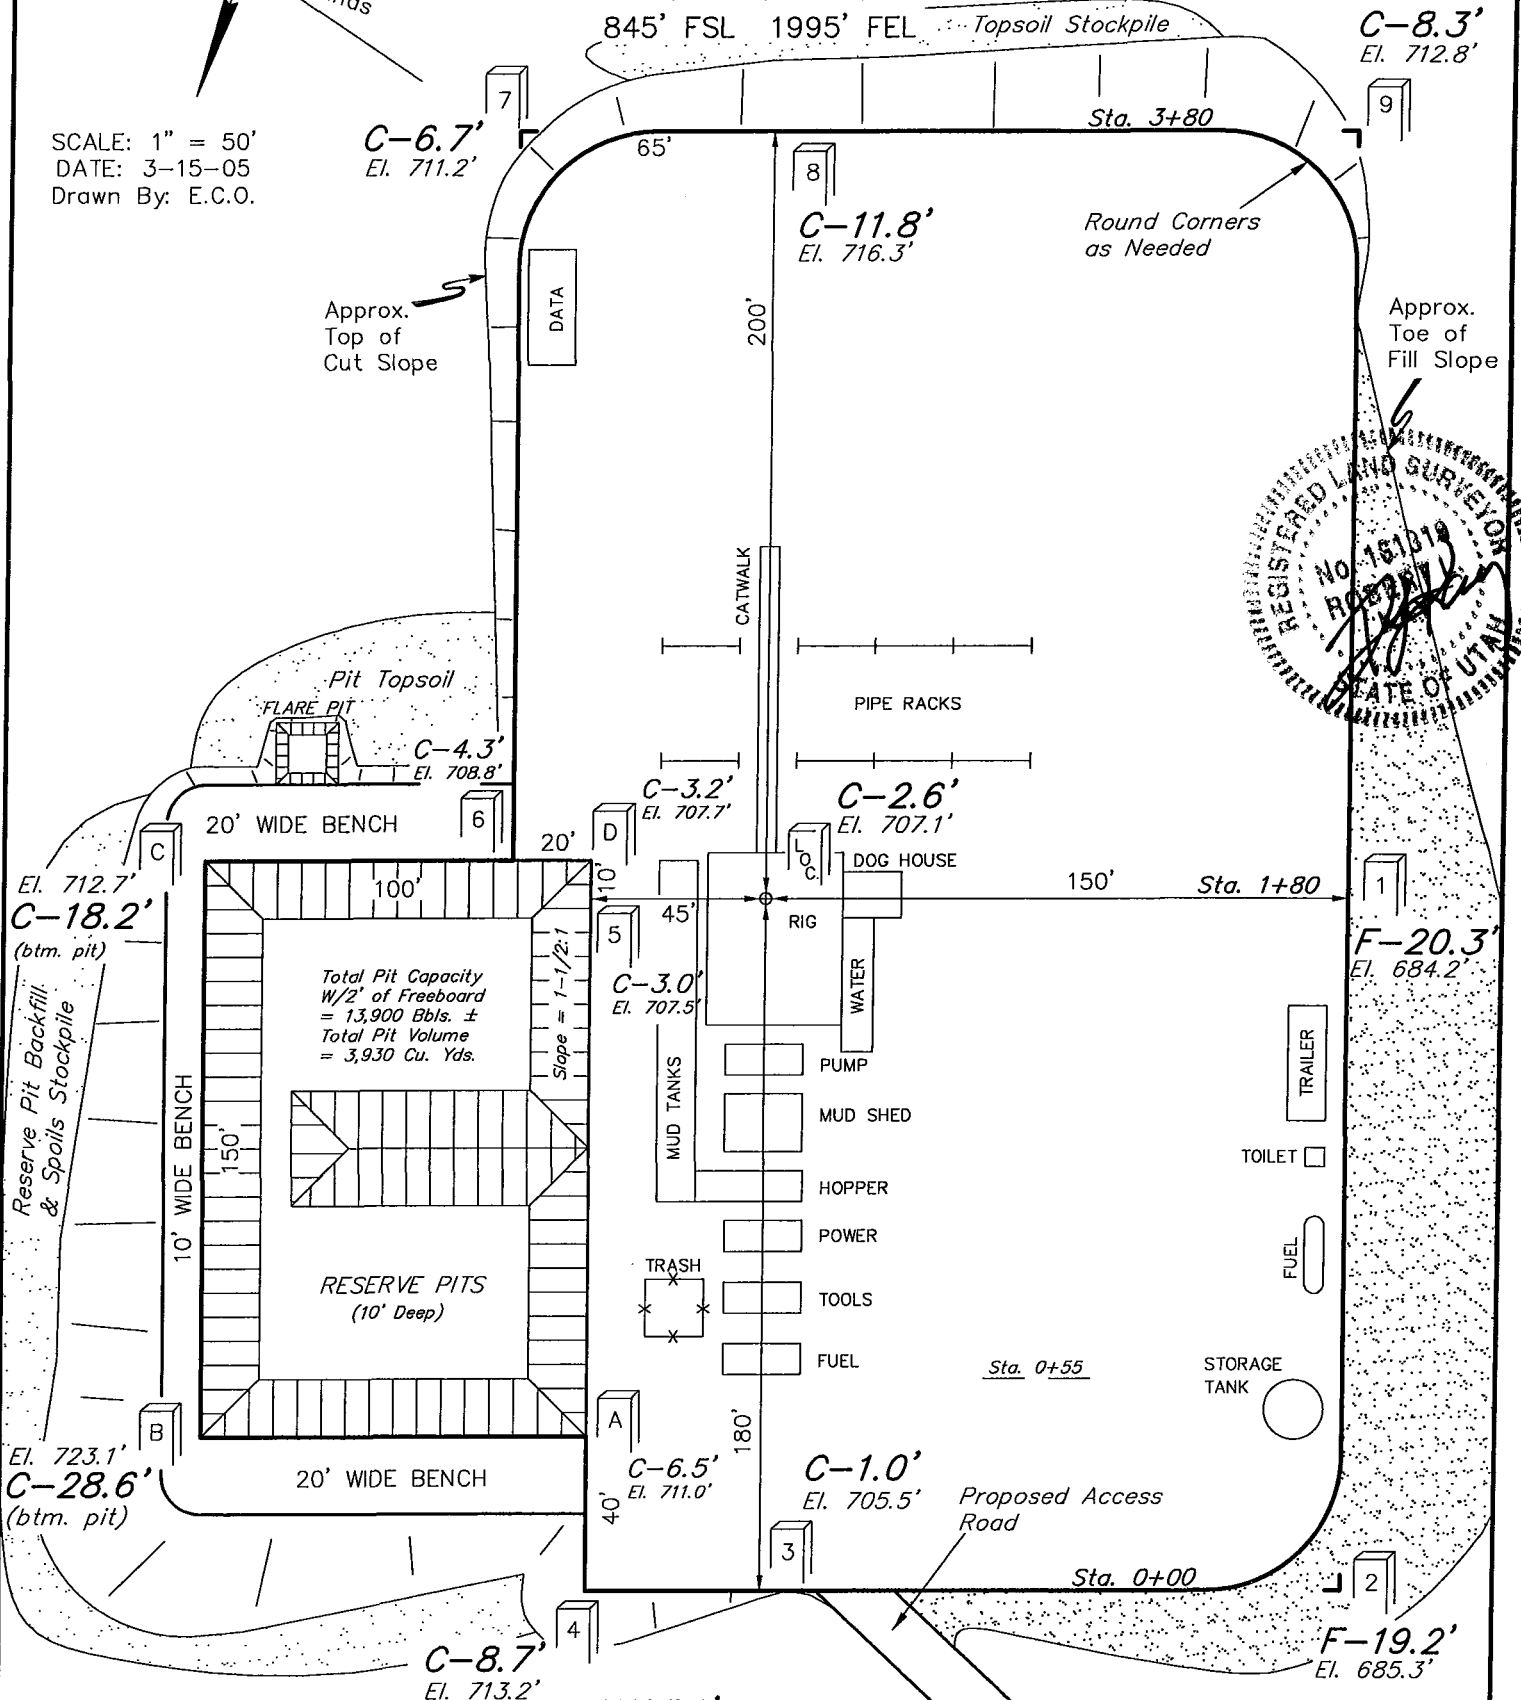 nds
845' FSL 1995' FEL
Topsoil Stockpile
C-8.3'
El. 712.8'
SCALE: 1" = 50'
DATE: 3-15-05
Drawn By: E.C.O.
7
C-6.7'
El. 711.2'
65'
Sta. 3+80
9
8
C-11.8'
El. 716.3'
Round Corners
as Needed
Approx.
Top of
Cut Slope
DATA
200'
Approx.
Toe of
Fill Slope
REGISTERED LAND SURVEYOR
No. 161319
ROBERT
STATE OF UTAH
CATWALK
PIPE RACKS
Pit Topsoil
FLARE PIT
C-4.3'
El. 708.8'
6
20' WIDE BENCH
C
El. 712.7'
C-18.2'
(btm. pit)
20'
D
C-3.2'
El. 707.7'
C-2.6'
El. 707.1'
LOC.
DOG HOUSE
100'
10'
45'
RIG
150'
Sta. 1+80
1
F-20.3'
El. 684.2'
5
C-3.0'
El. 707.5'
WATER
Total Pit Capacity
W/2' of Freeboard
= 13,900 Bbls. ±
Total Pit Volume
= 3,930 Cu. Yds.
Slope = 1-1/2:1
Reserve Pit Backfill
& Spoils Stockpile
10' WIDE BENCH
150'
MUD TANKS
PUMP
MUD SHED
HOPPER
POWER
TRASH
TOOLS
FUEL
TRAILER
TOILET
FUEL
RESERVE PITS
(10' Deep)
Sta. 0+55
STORAGE
TANK
B
El. 723.1'
C-28.6'
(btm. pit)
20' WIDE BENCH
A
C-6.5'
El. 711.0'
40'
180'
C-1.0'
El. 705.5'
Proposed Access
Road
3
Sta. 0+00
2
F-19.2'
El. 685.3'
4
C-8.7'
El. 713.2'